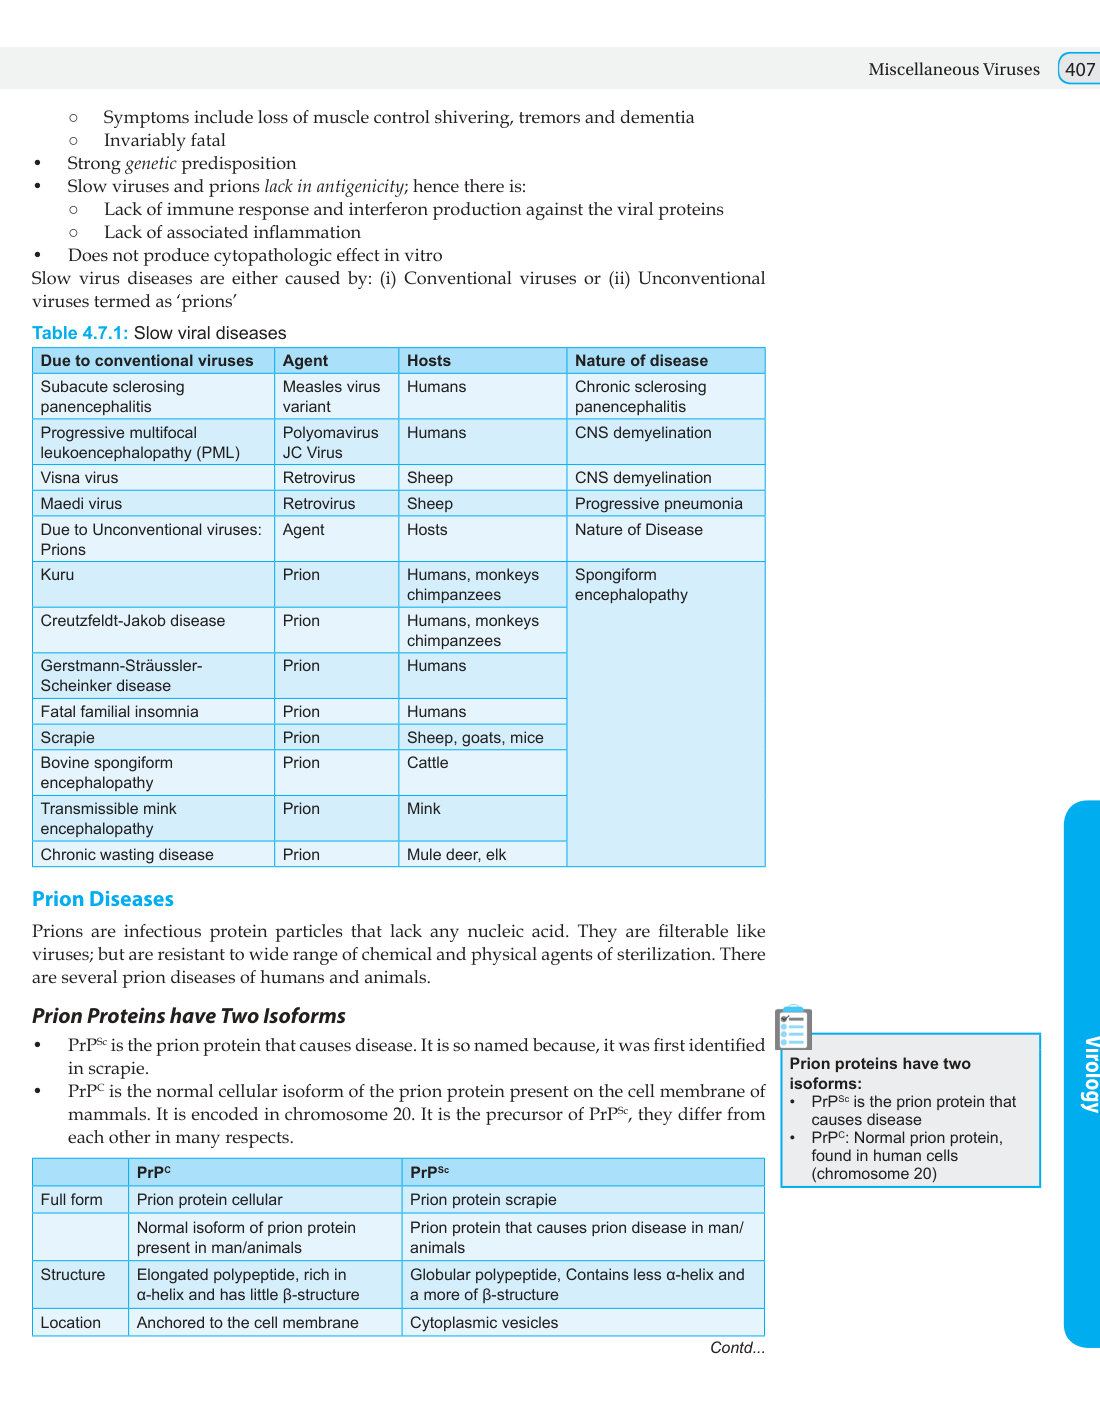 Miscellaneous Viruses 407
○ Symptoms include loss of muscle control shivering, tremors and dementia
○ Invariably fatal
• Strong genetic predisposition
• Slow viruses and prions lack in antigenicity; hence there is:
○ Lack of immune response and interferon production against the viral proteins
○ Lack of associated inflammation
• Does not produce cytopathologic effect in vitro
Slow virus diseases are either caused by: (i) Conventional viruses or (ii) Unconventional
viruses termed as ‘prions’
Table 4.7.1: Slow viral diseases
Due to conventional viruses Agent Hosts Nature of disease
Subacute sclerosing Measles virus Humans Chronic sclerosing
panencephalitis variant panencephalitis
Progressive multifocal Polyomavirus Humans CNS demyelination
leukoencephalopathy (PML) JC Virus
Visna virus Retrovirus Sheep CNS demyelination
Maedi virus Retrovirus Sheep Progressive pneumonia
Due to Unconventional viruses: Agent Hosts Nature of Disease
Prions
Kuru Prion Humans, monkeys Spongiform
chimpanzees encephalopathy
Creutzfeldt-Jakob disease Prion Humans, monkeys
chimpanzees
Gerstmann-Sträussler- Prion Humans
Scheinker disease
Fatal familial insomnia Prion Humans
Scrapie Prion Sheep, goats, mice
Bovine spongiform Prion Cattle
encephalopathy
Transmissible mink Prion Mink
encephalopathy
Chronic wasting disease Prion Mule deer, elk
Prion Diseases
Prions are infectious protein particles that lack any nucleic acid. They are filterable like
viruses; but are resistant to wide range of chemical and physical agents of sterilization. There
are several prion diseases of humans and animals.
Prion Proteins have Two Isoforms
• PrPSc is the prion protein that causes disease. It is so named because, it was first identified
in scrapie.
• PrPC is the normal cellular isoform of the prion protein present on the cell membrane of
mammals. It is encoded in chromosome 20. It is the precursor of PrPSc, they differ from
each other in many respects.
PrPC PrPSc
Full form Prion protein cellular Prion protein scrapie
Normal isoform of prion protein Prion protein that causes prion disease in man/
present in man/animals animals
Structure Elongated polypeptide, rich in Globular polypeptide, Contains less α-helix and
α-helix and has little β-structure a more of β-structure
Location Anchored to the cell membrane Cytoplasmic vesicles
Contd...
Prion proteins have two
isoforms:
• PrPSc is the prion protein that
causes disease
• PrPC: Normal prion protein,
found in human cells
(chromosome 20)
Virology